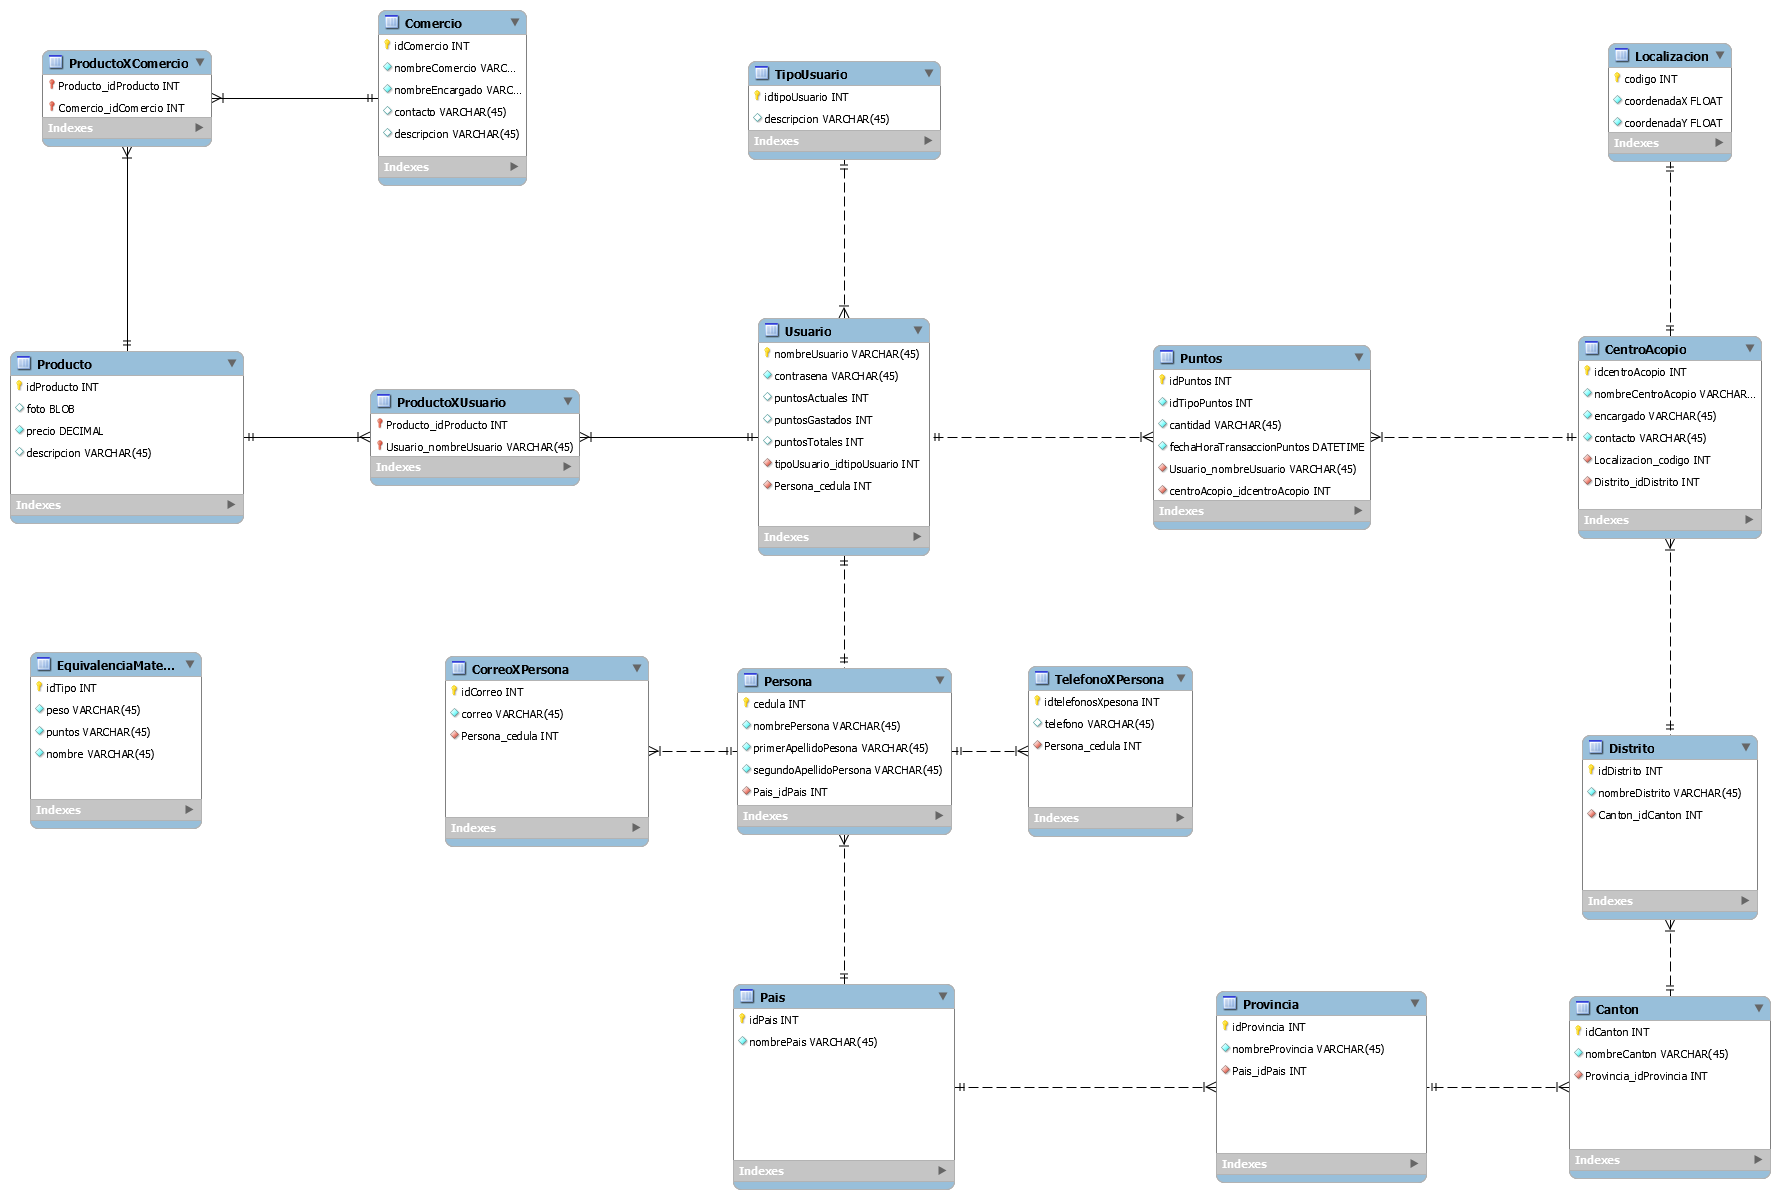 Comercio
idComercio INT
nombreComercio VARC...
nombreEncargado VARC...
contacto VARCHAR(45)
descripcion VARCHAR(45)
Indexes
ProductoXComercio
Producto_idProducto INT
Comercio_idComercio INT
Indexes
TipoUsuario
idtipoUsuario INT
descripcion VARCHAR(45)
Indexes
Localizacion
codigo INT
coordenadaX FLOAT
coordenadaY FLOAT
Indexes
Producto
idProducto INT
foto BLOB
precio DECIMAL
descripcion VARCHAR(45)
Indexes
ProductoXUsuario
Producto_idProducto INT
Usuario_nombreUsuario VARCHAR(45)
Indexes
Usuario
nombreUsuario VARCHAR(45)
contrasena VARCHAR(45)
puntosActuales INT
puntosGastados INT
puntosTotales INT
tipoUsuario_idtipoUsuario INT
Persona_cedula INT
Indexes
Puntos
idPuntos INT
idTipoPuntos INT
cantidad VARCHAR(45)
fechaHoraTransaccionPuntos DATETIME
Usuario_nombreUsuario VARCHAR(45)
centroAcopio_idcentroAcopio INT
Indexes
CentroAcopio
idcentroAcopio INT
nombreCentroAcopio VARCHAR...
encargado VARCHAR(45)
contacto VARCHAR(45)
Localizacion_codigo INT
Distrito_idDistrito INT
Indexes
EquivalenciaMate...
idTipo INT
peso VARCHAR(45)
puntos VARCHAR(45)
nombre VARCHAR(45)
Indexes
CorreoXPersona
idCorreo INT
correo VARCHAR(45)
Persona_cedula INT
Indexes
Persona
cedula INT
nombrePersona VARCHAR(45)
primerApellidoPesona VARCHAR(45)
segundoApellidoPersona VARCHAR(45)
Pais_idPais INT
Indexes
TelefonoXPersona
idtelefonosXpesona INT
telefono VARCHAR(45)
Persona_cedula INT
Indexes
Distrito
idDistrito INT
nombreDistrito VARCHAR(45)
Canton_idCanton INT
Indexes
Pais
idPais INT
nombrePais VARCHAR(45)
Indexes
Provincia
idProvincia INT
nombreProvincia VARCHAR(45)
Pais_idPais INT
Indexes
Canton
idCanton INT
nombreCanton VARCHAR(45)
Provincia_idProvincia INT
Indexes